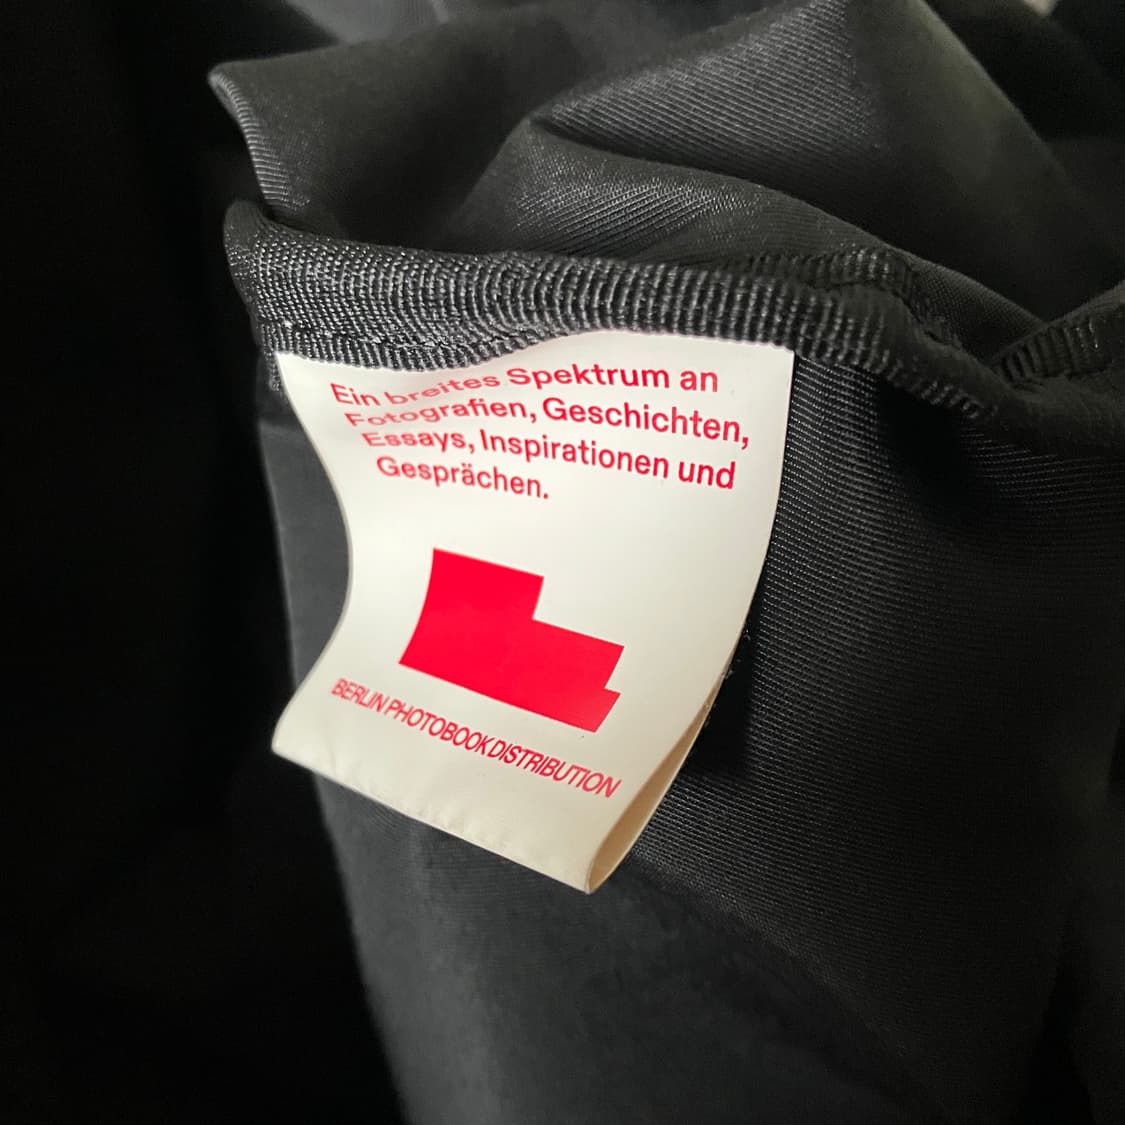 Ein breites Spektrum an
Fotografien, Geschichten,
Essays, Inspirationen und
Gesprächen.
BERLIN PHOTOBOOK DISTRIBUTION